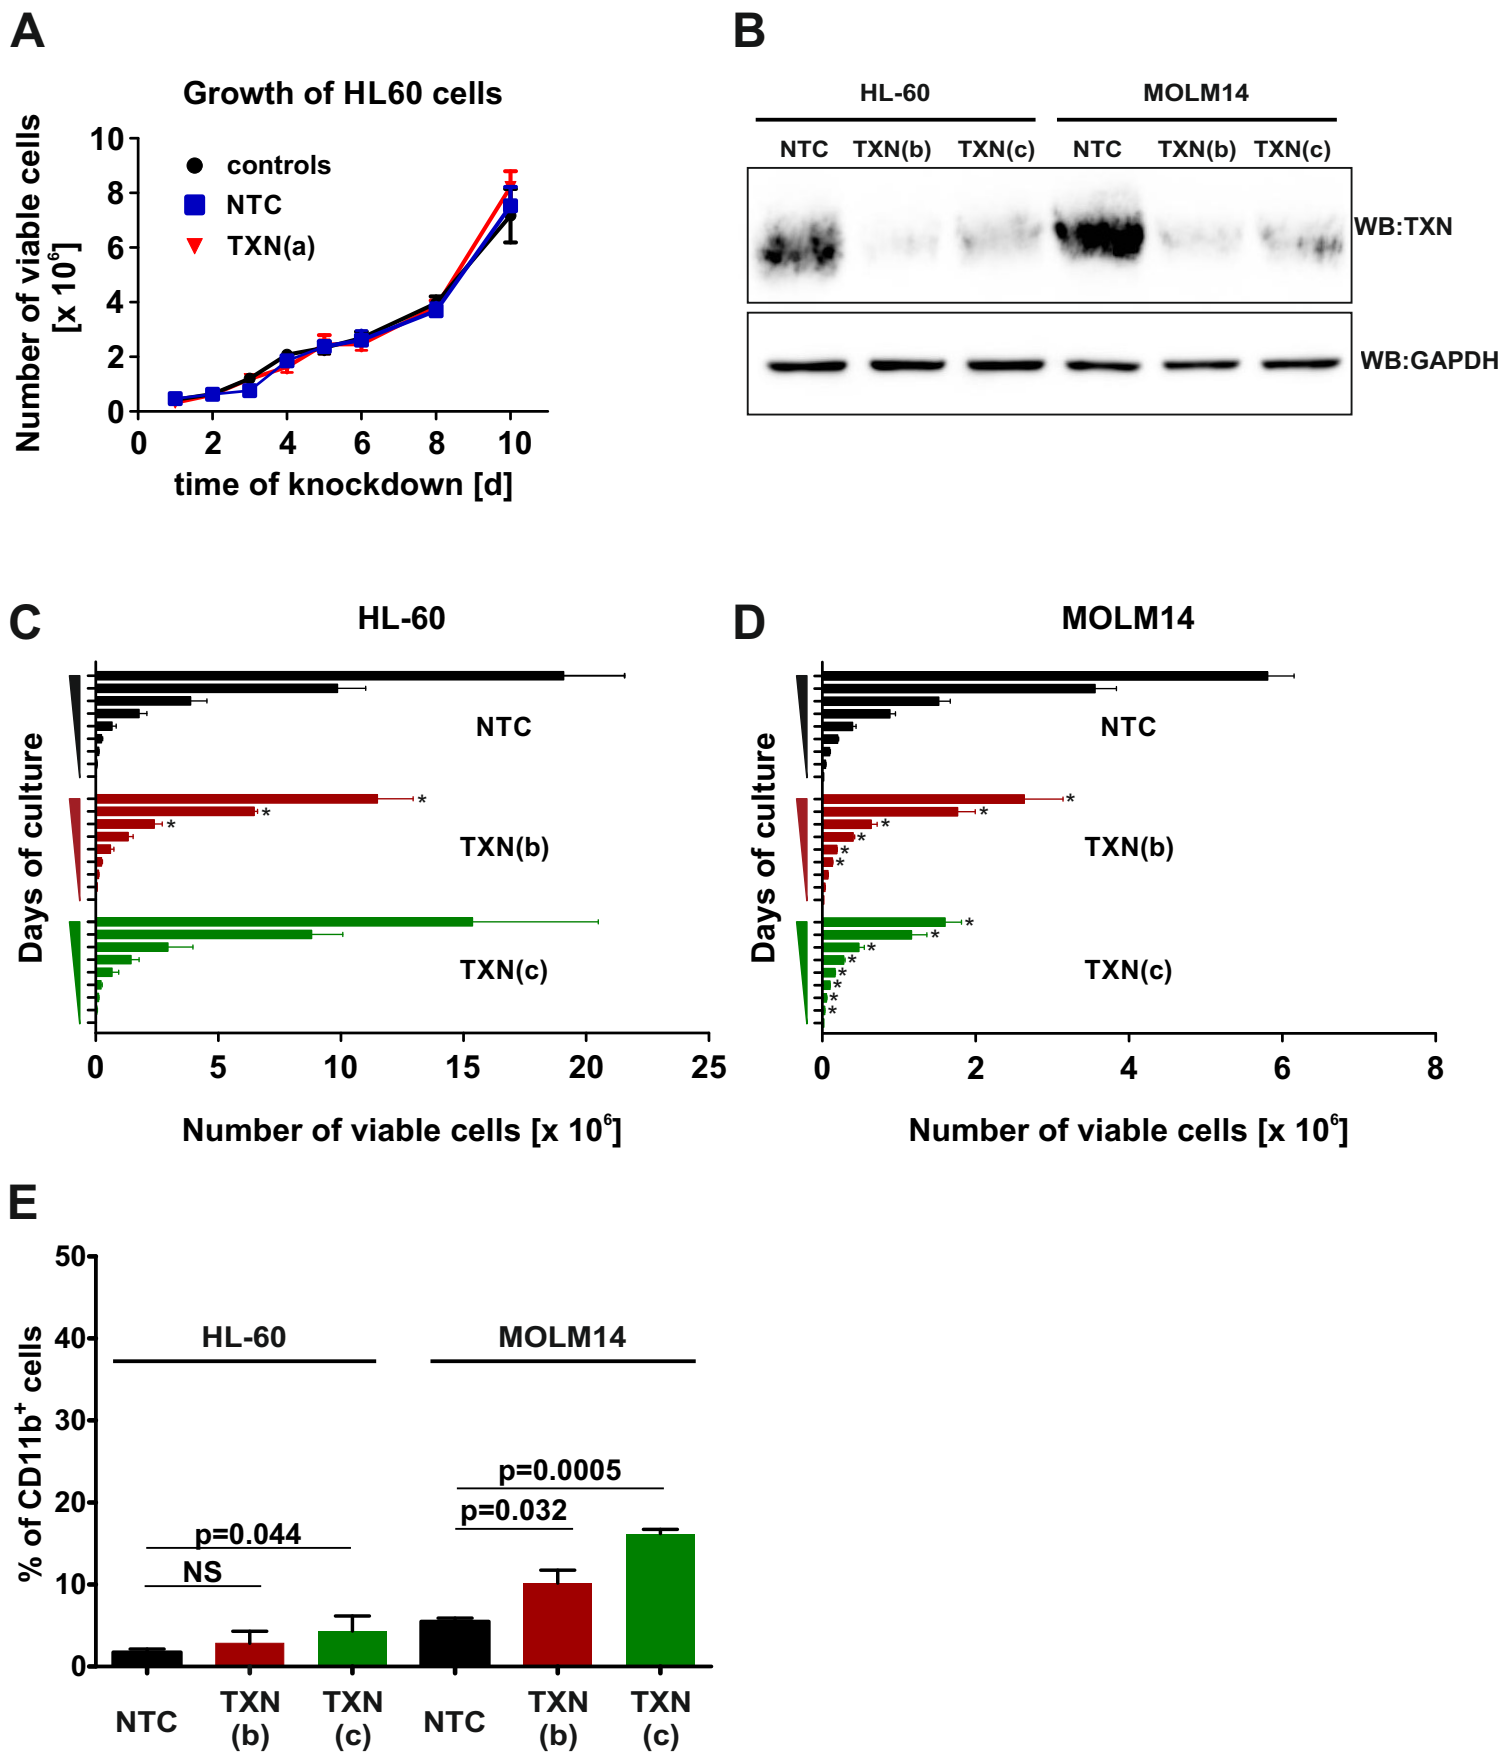 A
Growth of HL60 cells
Number of viable cells
[x 10⁶]
10
8
6
4
2
0
controls
NTC
TXN(a)
0 2 4 6 8 10
time of knockdown [d]
B
HL-60 MOLM14
NTC TXN(b) TXN(c) NTC TXN(b) TXN(c)
WB:TXN
WB:GAPDH
C
HL-60
Days of culture
NTC
* * *
TXN(b)
TXN(c)
0 5 10 15 20 25
Number of viable cells [x 10⁶]
D
MOLM14
Days of culture
NTC
* * * * * *
TXN(b)
* * * * * * * *
TXN(c)
0 2 4 6 8
Number of viable cells [x 10⁶]
E
% of CD11b⁺ cells
50
40
30
20
10
0
HL-60 MOLM14
p=0.0005
p=0.032
p=0.044
NS
NTC TXN TXN NTC TXN TXN
(b) (c) (b) (c)